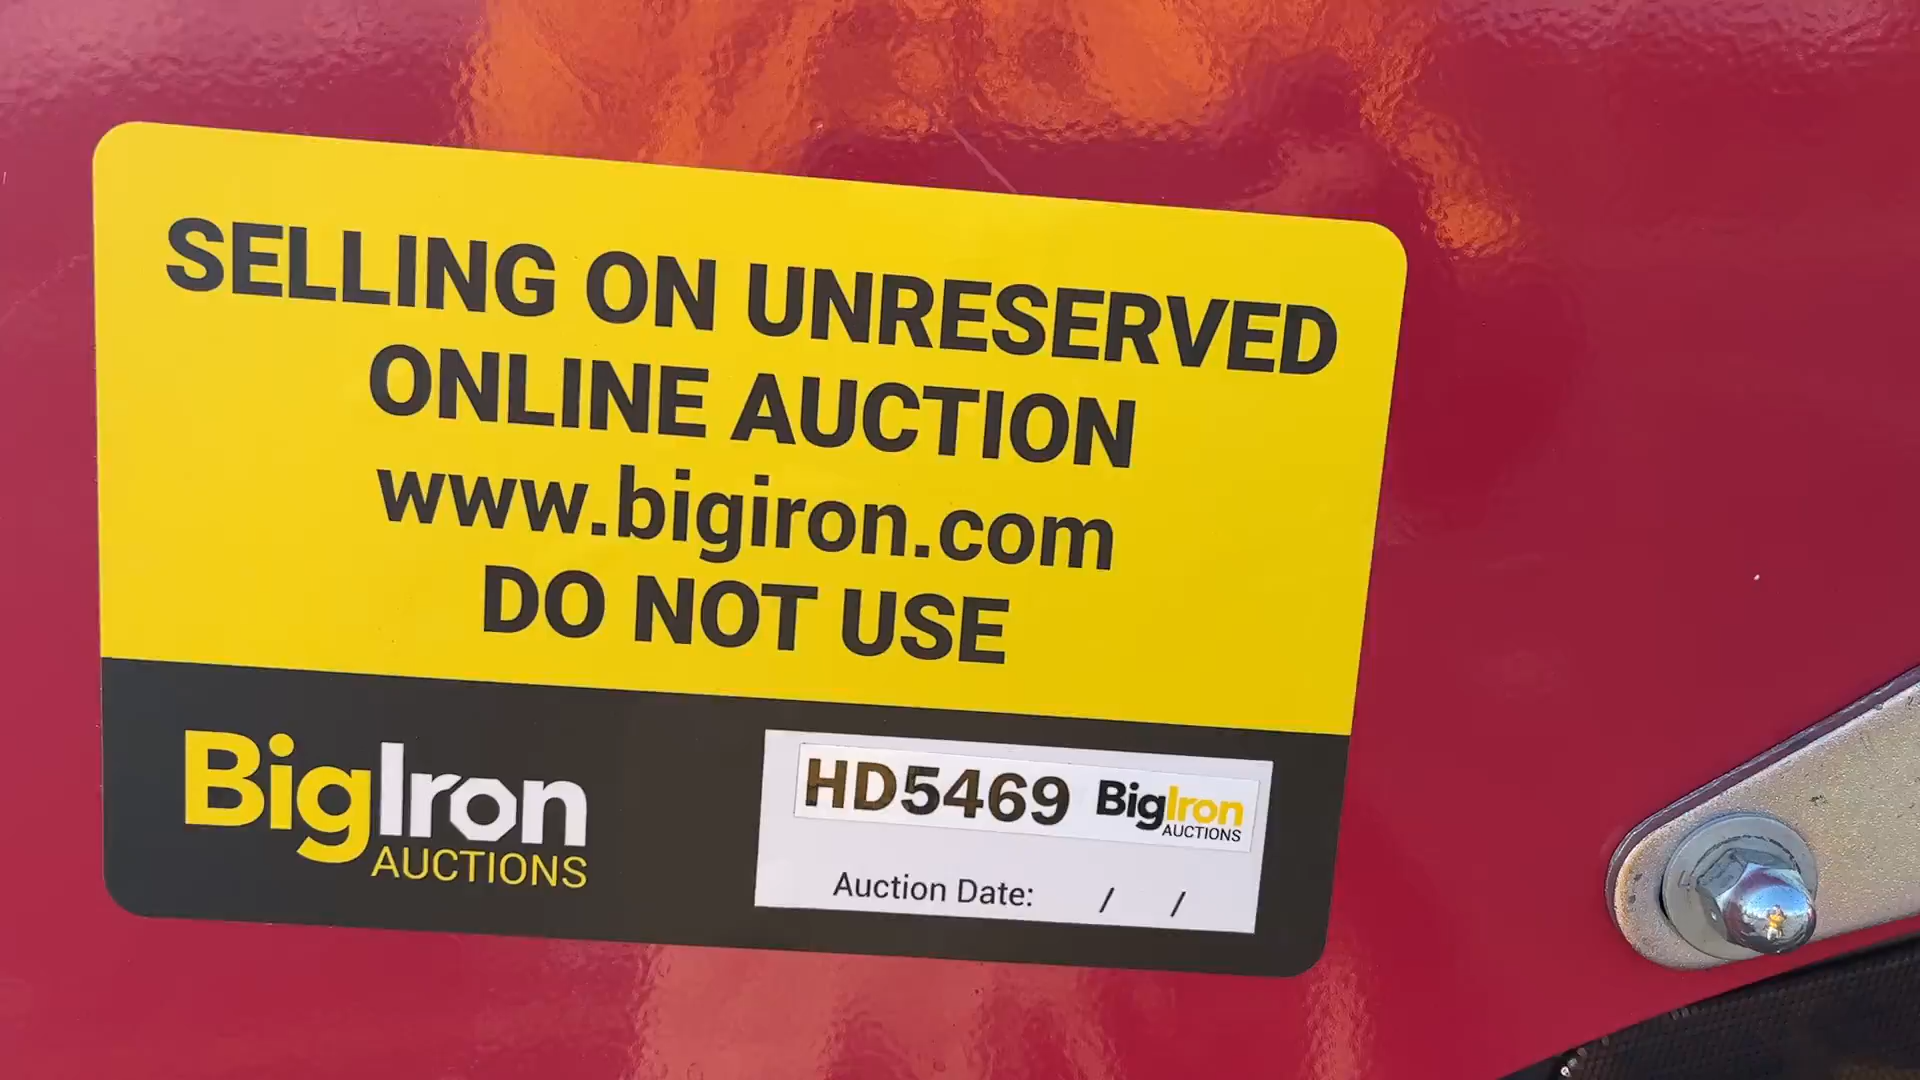 SELLING ON UNRESERVED
ONLINE AUCTION
www.bigiron.com
DO NOT USE
BigIron
AUCTIONS
HD5469 BigIron
AUCTIONS
Auction Date: / /